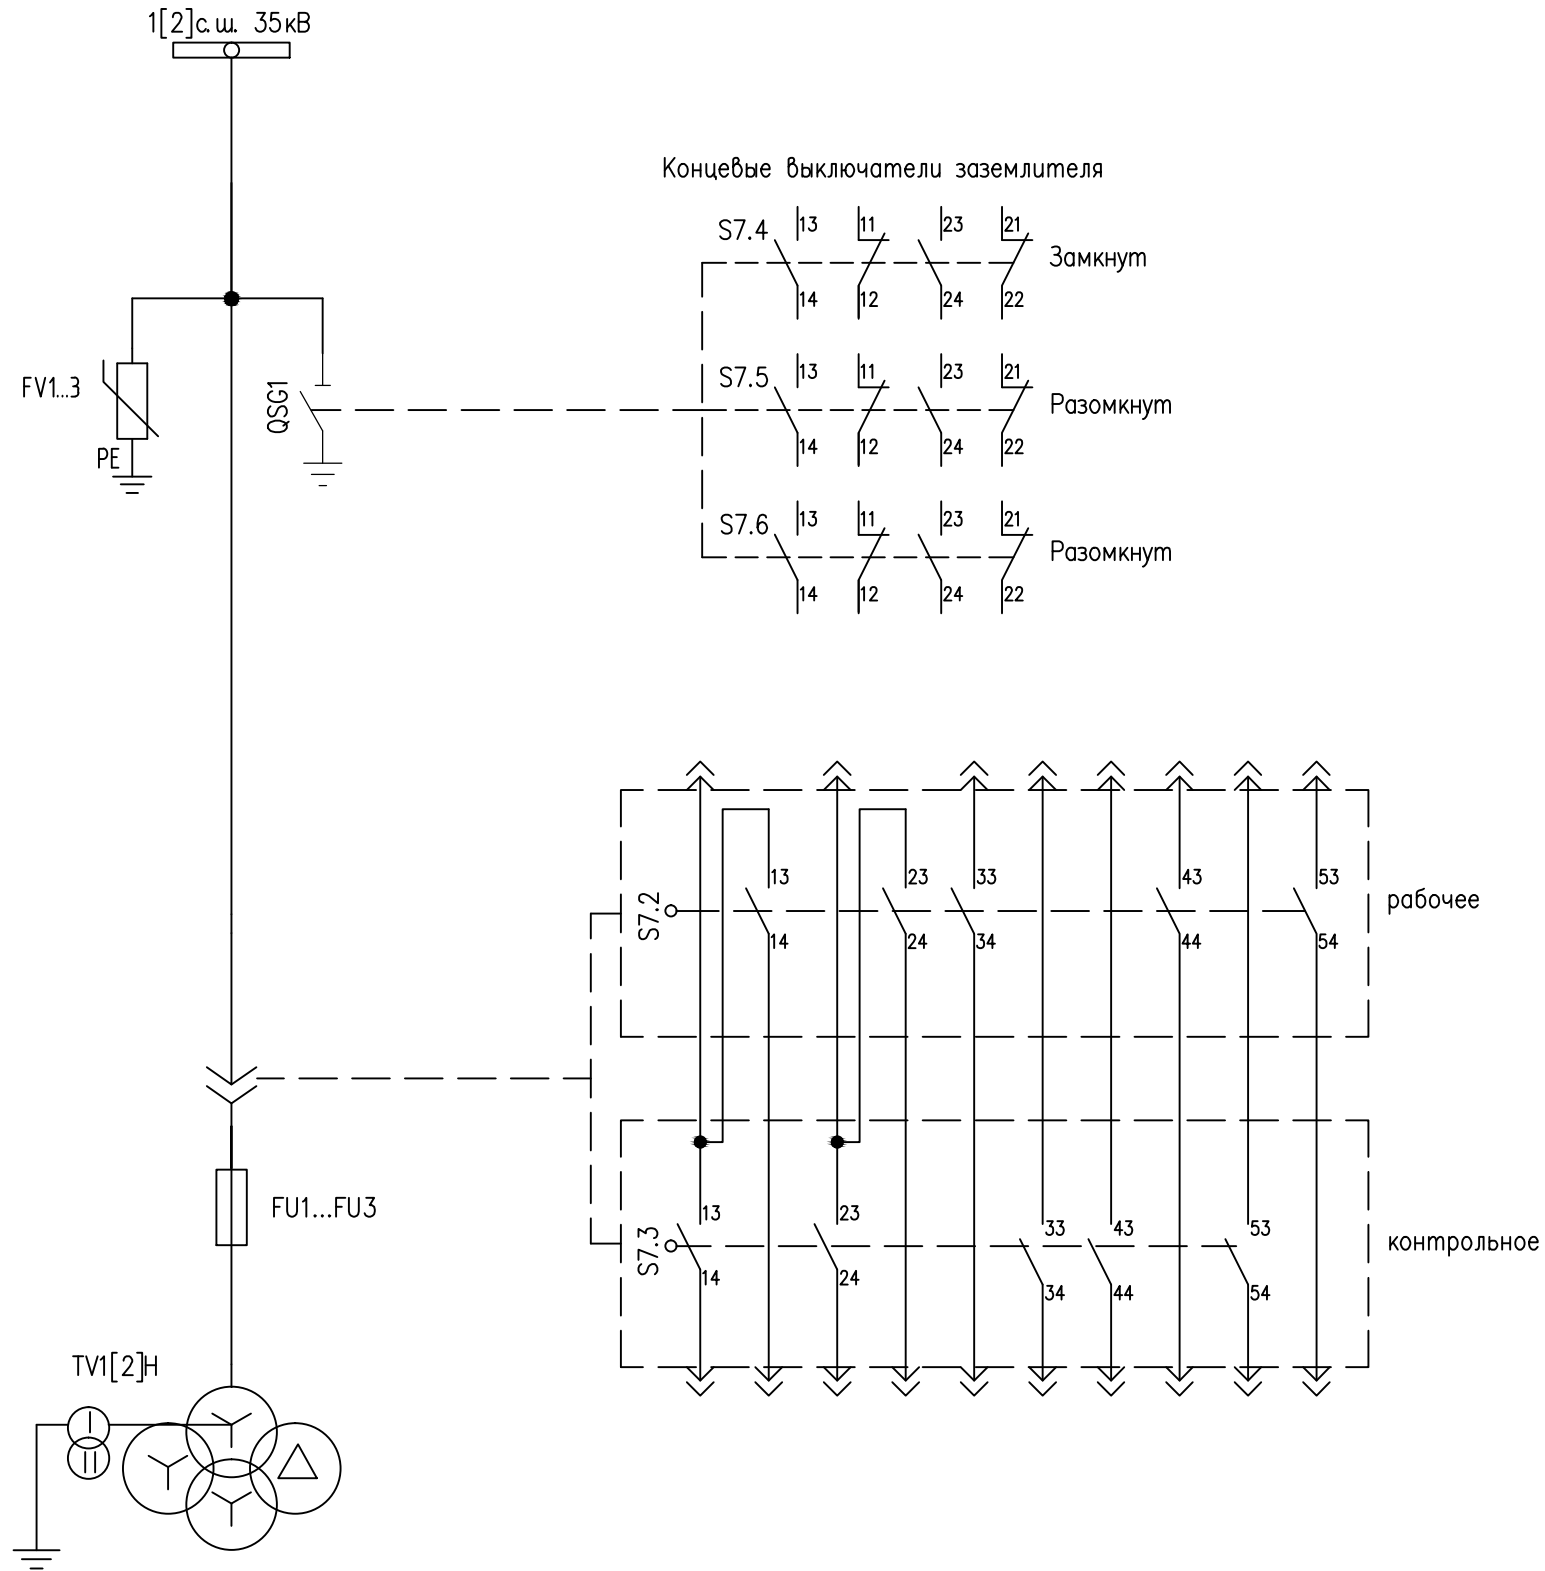 1[2]с.ш. 35кВ
Концевые выключатели заземлителя
S7.4 13 11 23 21
Замкнут
14 12 24 22
FV1...3
PE
QSG1
S7.5 13 11 23 21
Разомкнут
14 12 24 22
S7.6 13 11 23 21
Разомкнут
14 12 24 22
S7.2
13 23 33 43 53
рабочее
14 24 34 44 54
FU1...FU3
S7.3
13 23 33 43 53
контрольное
14 24 34 44 54
TV1[2]H
I
II